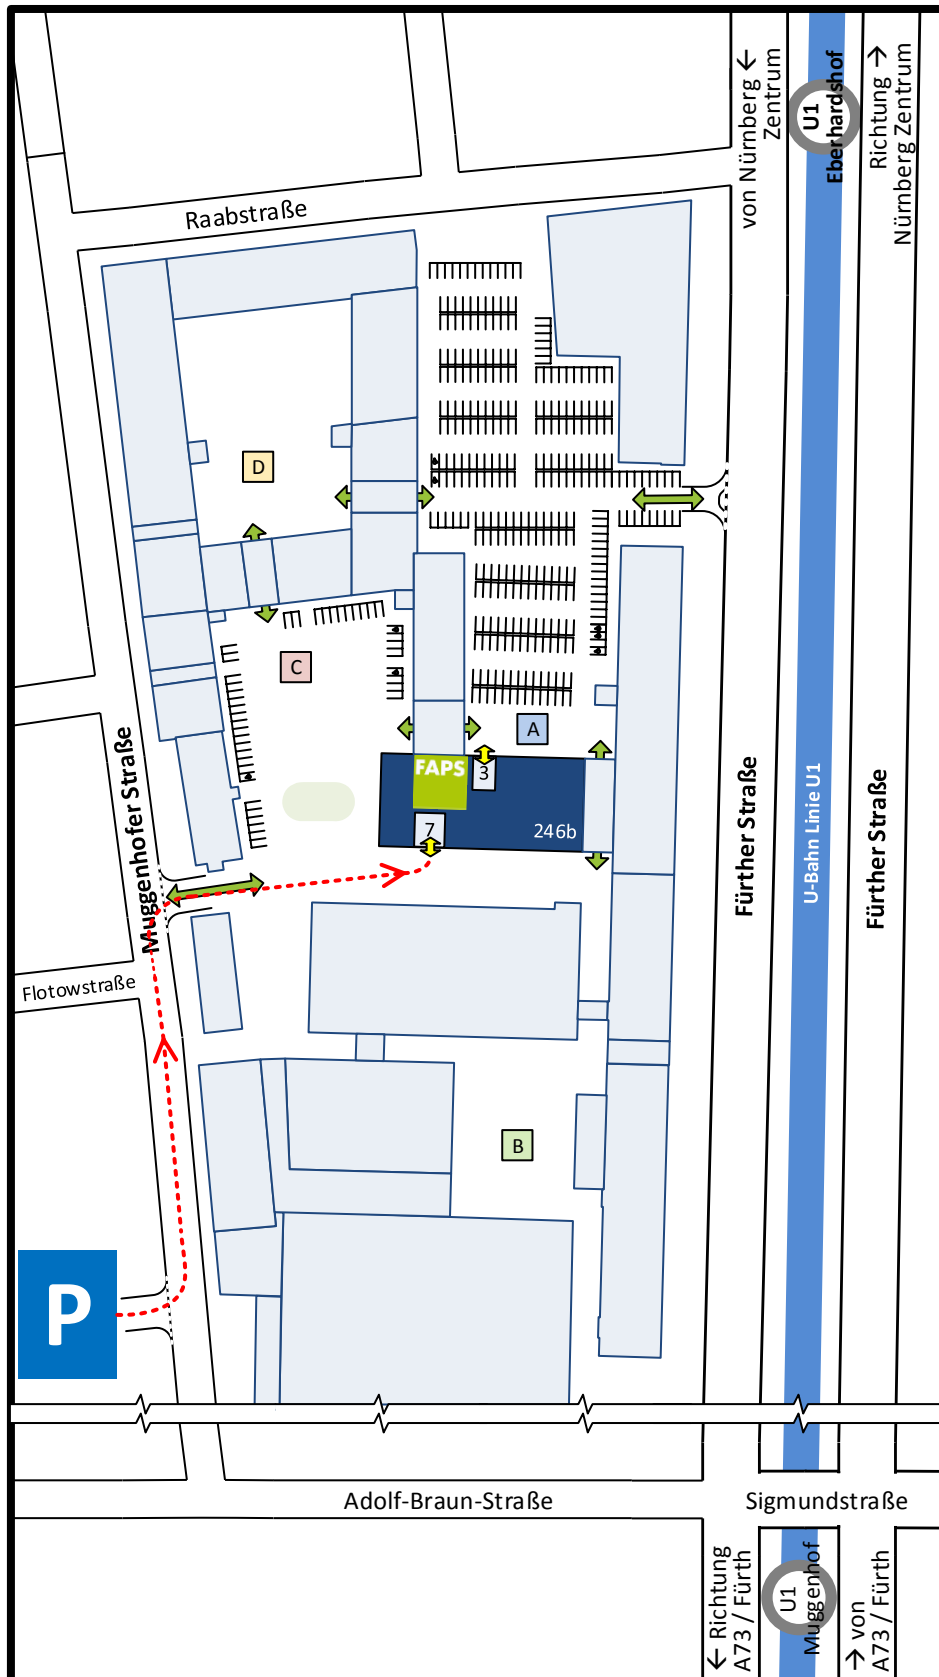 von Nürnberg ←
Zentrum
U1
Eberhardshof
Richtung →
Nürnberg Zentrum
Raabstraße
D
C
A
FAPS
3
7
246b
Muggenhofer Straße
Fürther Straße
U-Bahn Linie U1
Fürther Straße
Flotowstraße
B
P
Adolf-Braun-Straße
Sigmundstraße
← Richtung
A73 / Fürth
U1
Muggenhof
→ von
A73 / Fürth